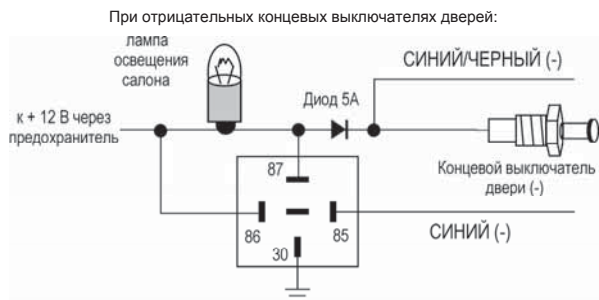 При отрицательных концевых выключателях дверей:
лампа
освещения
салона
СИНИЙ/ЧЕРНЫЙ (-)
Диод 5А
к + 12 В через
предохранитель
Концевой выключатель
двери (-)
87
86
85
30
СИНИЙ (-)